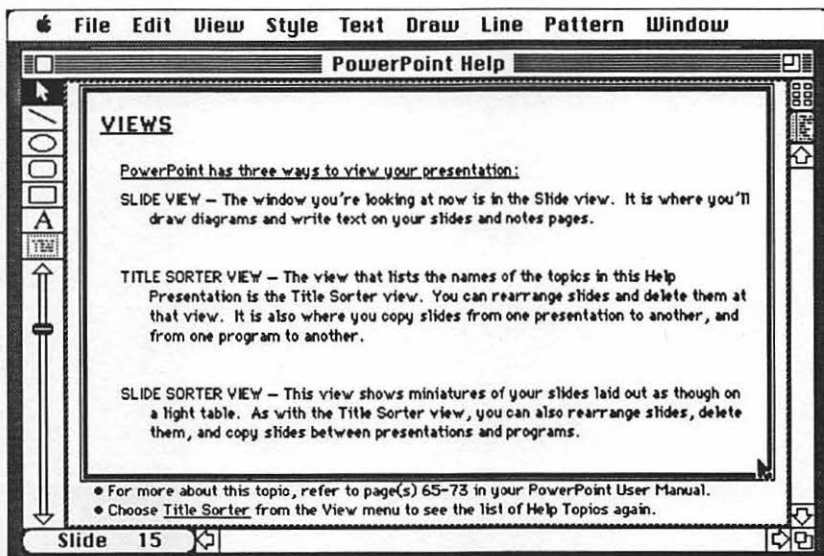 File Edit View Style Text Draw Line Pattern Window
PowerPoint Help
VIEWS
PowerPoint has three ways to view your presentation:
SLIDE VIEW – The window you're looking at now is in the Slide view. It is where you'll
draw diagrams and write text on your slides and notes pages.
TITLE SORTER VIEW – The view that lists the names of the topics in this Help
Presentation is the Title Sorter view. You can rearrange slides and delete them at
that view. It is also where you copy slides from one presentation to another, and
from one program to another.
SLIDE SORTER VIEW – This view shows miniatures of your slides laid out as though on
a light table. As with the Title Sorter view, you can also rearrange slides, delete
them, and copy slides between presentations and programs.
A
• For more about this topic, refer to page(s) 65-73 in your PowerPoint User Manual.
• Choose Title Sorter from the View menu to see the list of Help Topics again.
Slide 15